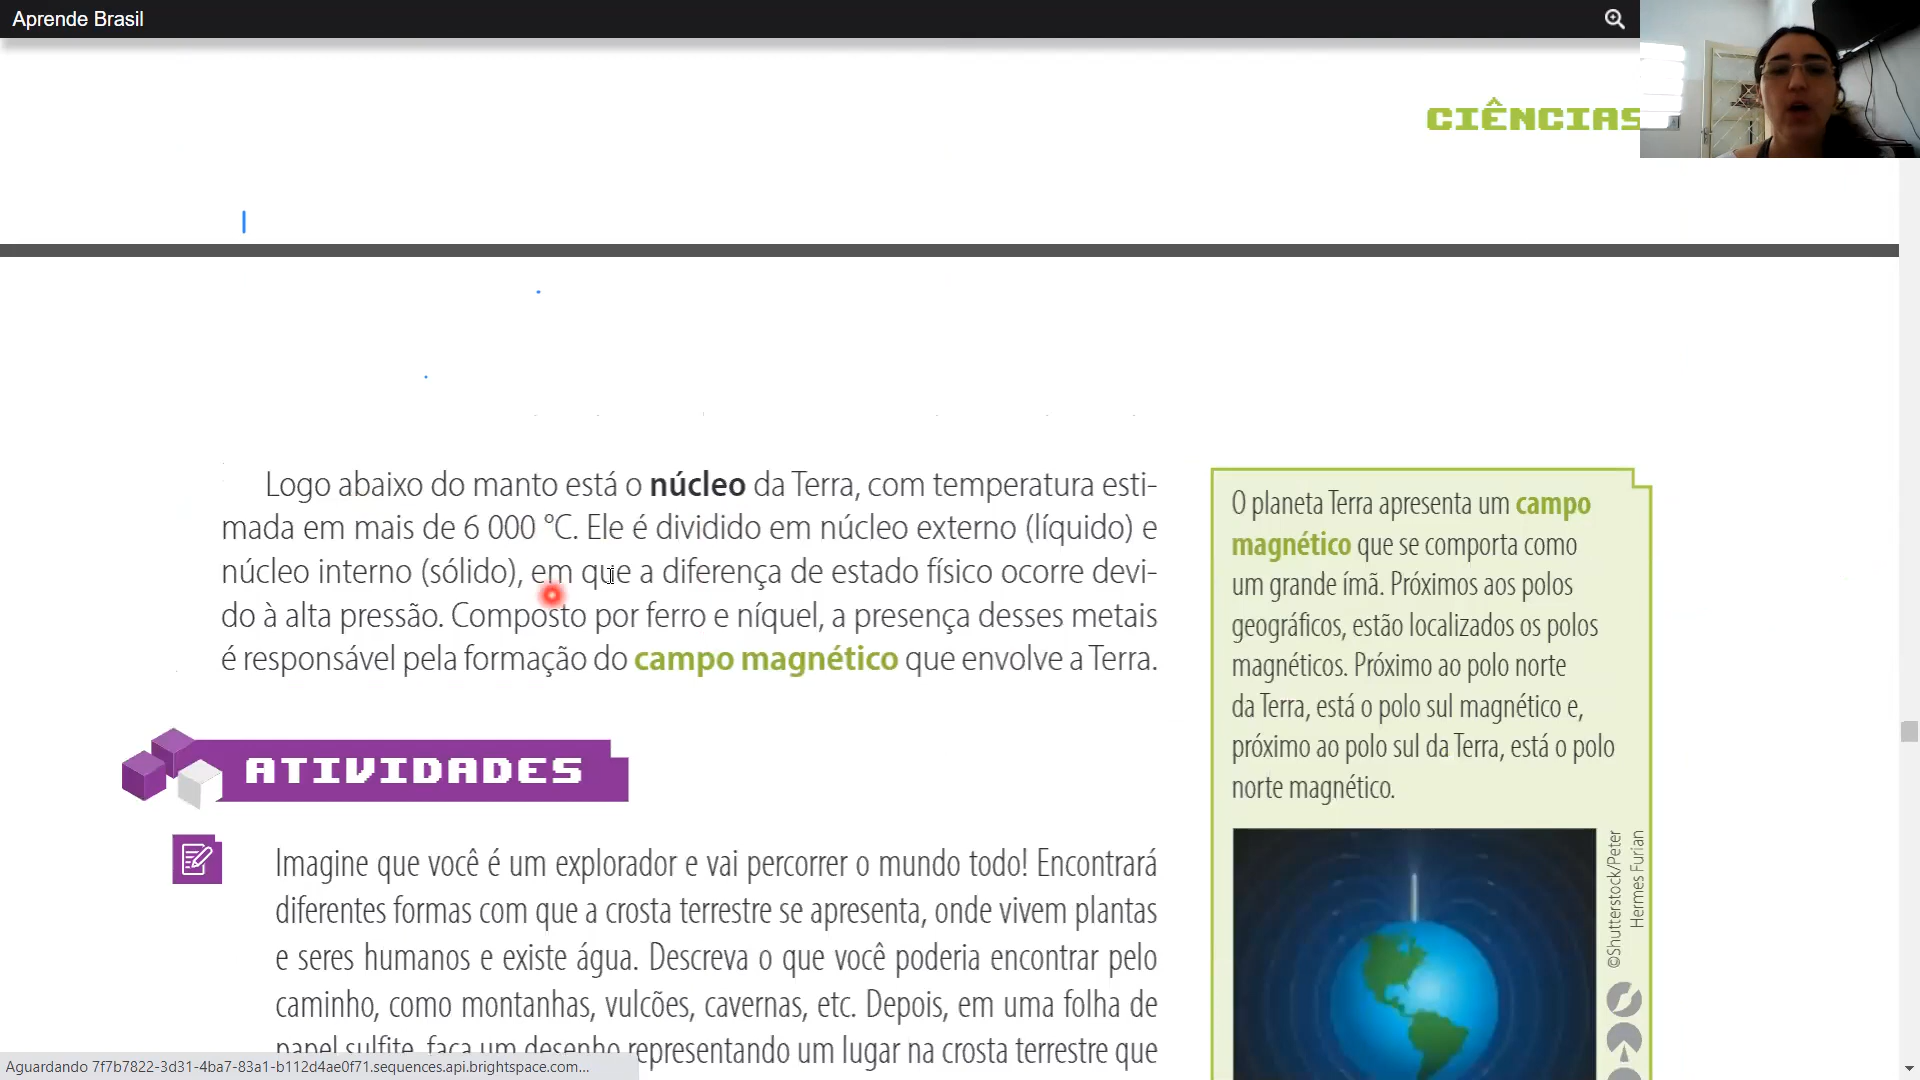 Aprende Brasil
CIÊNCIAS
Logo abaixo do manto está o núcleo da Terra, com temperatura esti-
mada em mais de 6 000 °C. Ele é dividido em núcleo externo (líquido) e
núcleo interno (sólido), em que a diferença de estado físico ocorre devi-
do à alta pressão. Composto por ferro e níquel, a presença desses metais
é responsável pela formação do campo magnético que envolve a Terra.
O planeta Terra apresenta um campo
magnético que se comporta como
um grande ímã. Próximos aos polos
geográficos, estão localizados os polos
magnéticos. Próximo ao polo norte
da Terra, está o polo sul magnético e,
próximo ao polo sul da Terra, está o polo
norte magnético.
©Shutterstock/Peter
Hermes Furian
ATIVIDADES
Imagine que você é um explorador e vai percorrer o mundo todo! Encontrará
diferentes formas com que a crosta terrestre se apresenta, onde vivem plantas
e seres humanos e existe água. Descreva o que você poderia encontrar pelo
caminho, como montanhas, vulcões, cavernas, etc. Depois, em uma folha de
papel sulfite, faça um desenho representando um lugar na crosta terrestre que
Aguardando 7f7b7822-3d31-4ba7-83a1-b112d4ae0f71.sequences.api.brightspace.com...